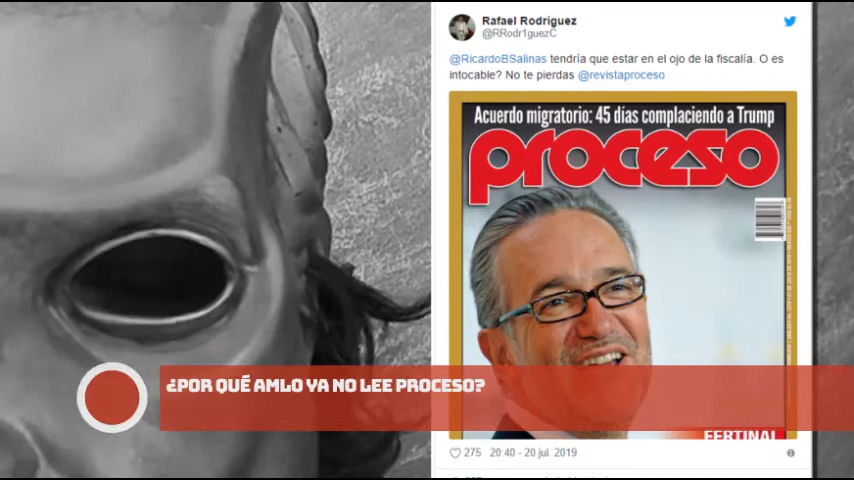 Rafael Rodríguez
@RRodr1guezC
@RicardoBSalinas tendría que estar en el ojo de la fiscalía. O es
intocable? No te pierdas @revistaproceso
Acuerdo migratorio: 45 días complaciendo a Trump
proceso
¿POR QUÉ AMLO YA NO LEE PROCESO?
FERTINAL
275 20:40 - 20 jul. 2019